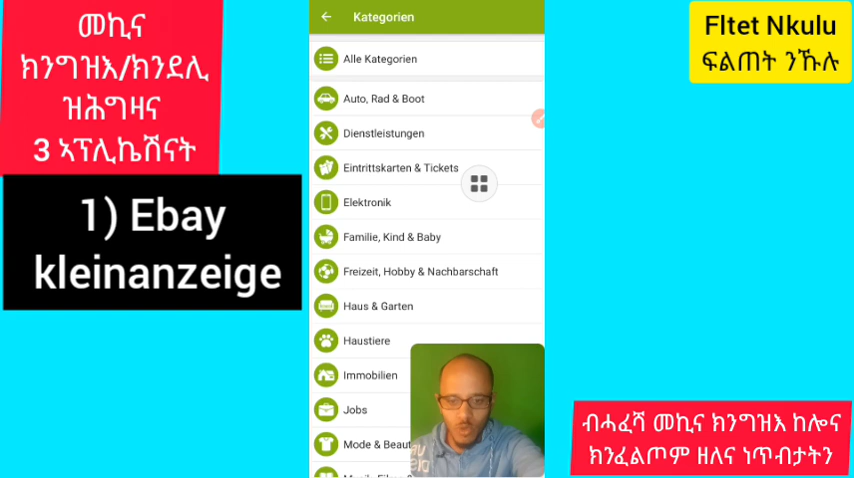 መኪና
ክንግዝእ/ክንደሊ
ዝሕግዛና
3 ኣፕሊኬሽናት
1) Ebay
kleinanzeige
Kategorien
Alle Kategorien
Auto, Rad & Boot
Dienstleistungen
Eintrittskarten & Tickets
Elektronik
Familie, Kind & Baby
Freizeit, Hobby & Nachbarschaft
Haus & Garten
Haustiere
Immobilien
Jobs
Mode & Beaut
Fltet Nkulu
ፍልጠት ንኹሉ
ብሓፈሻ መኪና ክንግዝእ ከሎና
ክንፈልጦም ዘለና ነጥብታትን